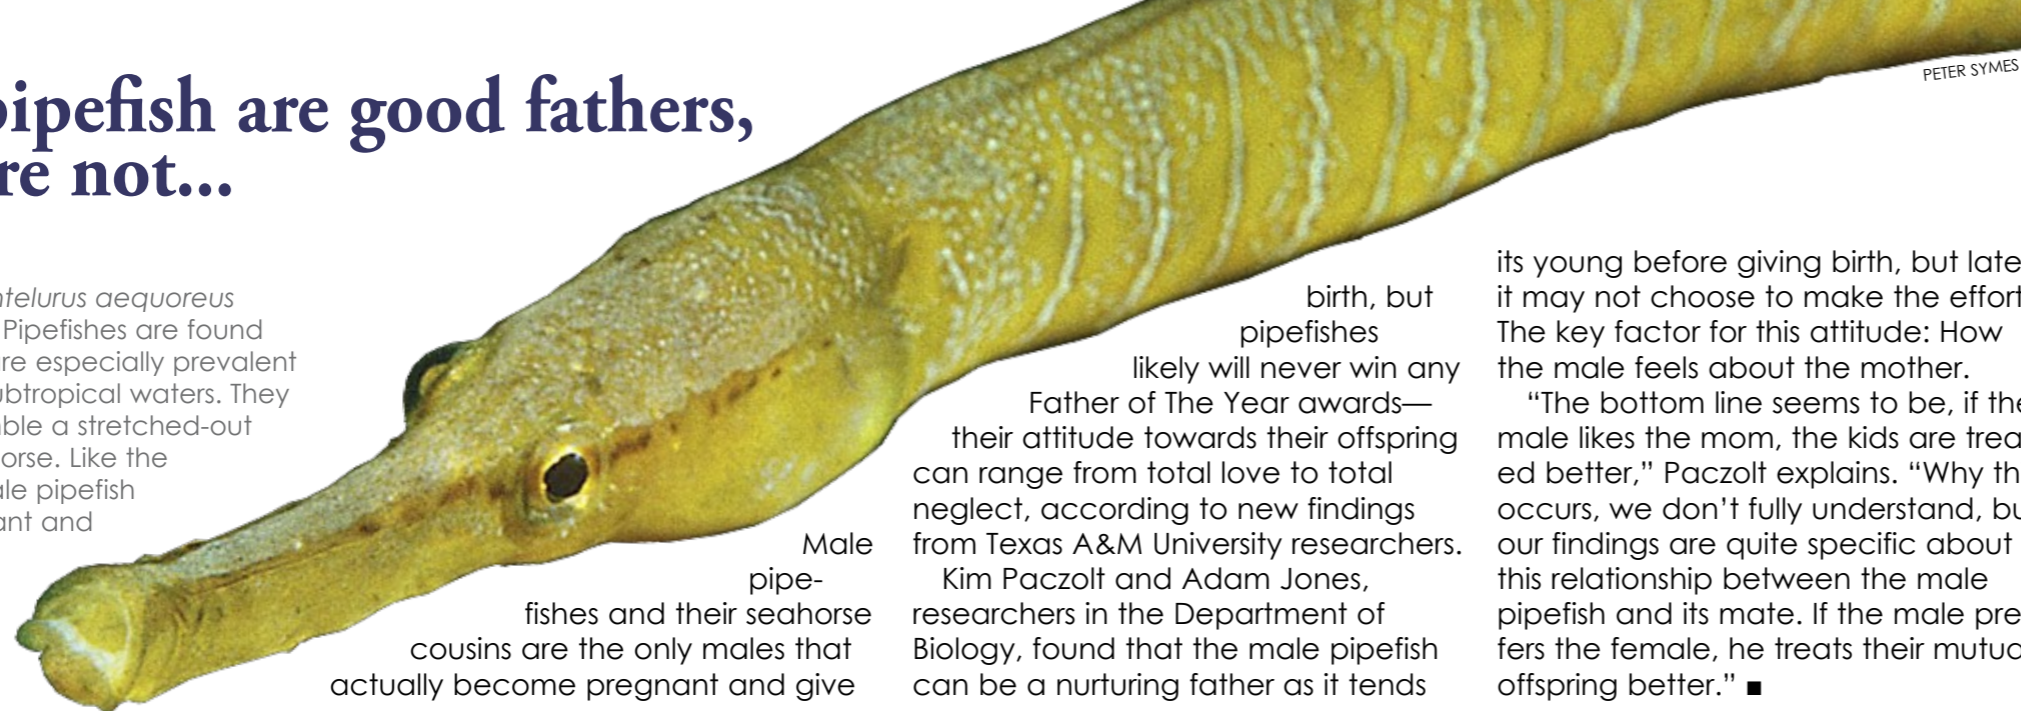 pipefish are good fathers,
re not...
PETER SYMES
ntelurus aequoreus
Pipefishes are found
re especially prevalent
ubtropical waters. They
ble a stretched-out
orse. Like the
le pipefish
ant and
Male
pipe-
fishes and their seahorse
cousins are the only males that
actually become pregnant and give
birth, but
pipefishes
likely will never win any
Father of The Year awards—
their attitude towards their offspring
can range from total love to total
neglect, according to new findings
from Texas A&M University researchers.
Kim Paczolt and Adam Jones,
researchers in the Department of
Biology, found that the male pipefish
can be a nurturing father as it tends
its young before giving birth, but late
it may not choose to make the effort
The key factor for this attitude: How
the male feels about the mother.
“The bottom line seems to be, if the
male likes the mom, the kids are trea
ed better,” Paczolt explains. “Why th
occurs, we don’t fully understand, bu
our findings are quite specific about
this relationship between the male
pipefish and its mate. If the male pre
fers the female, he treats their mutua
offspring better.” ■